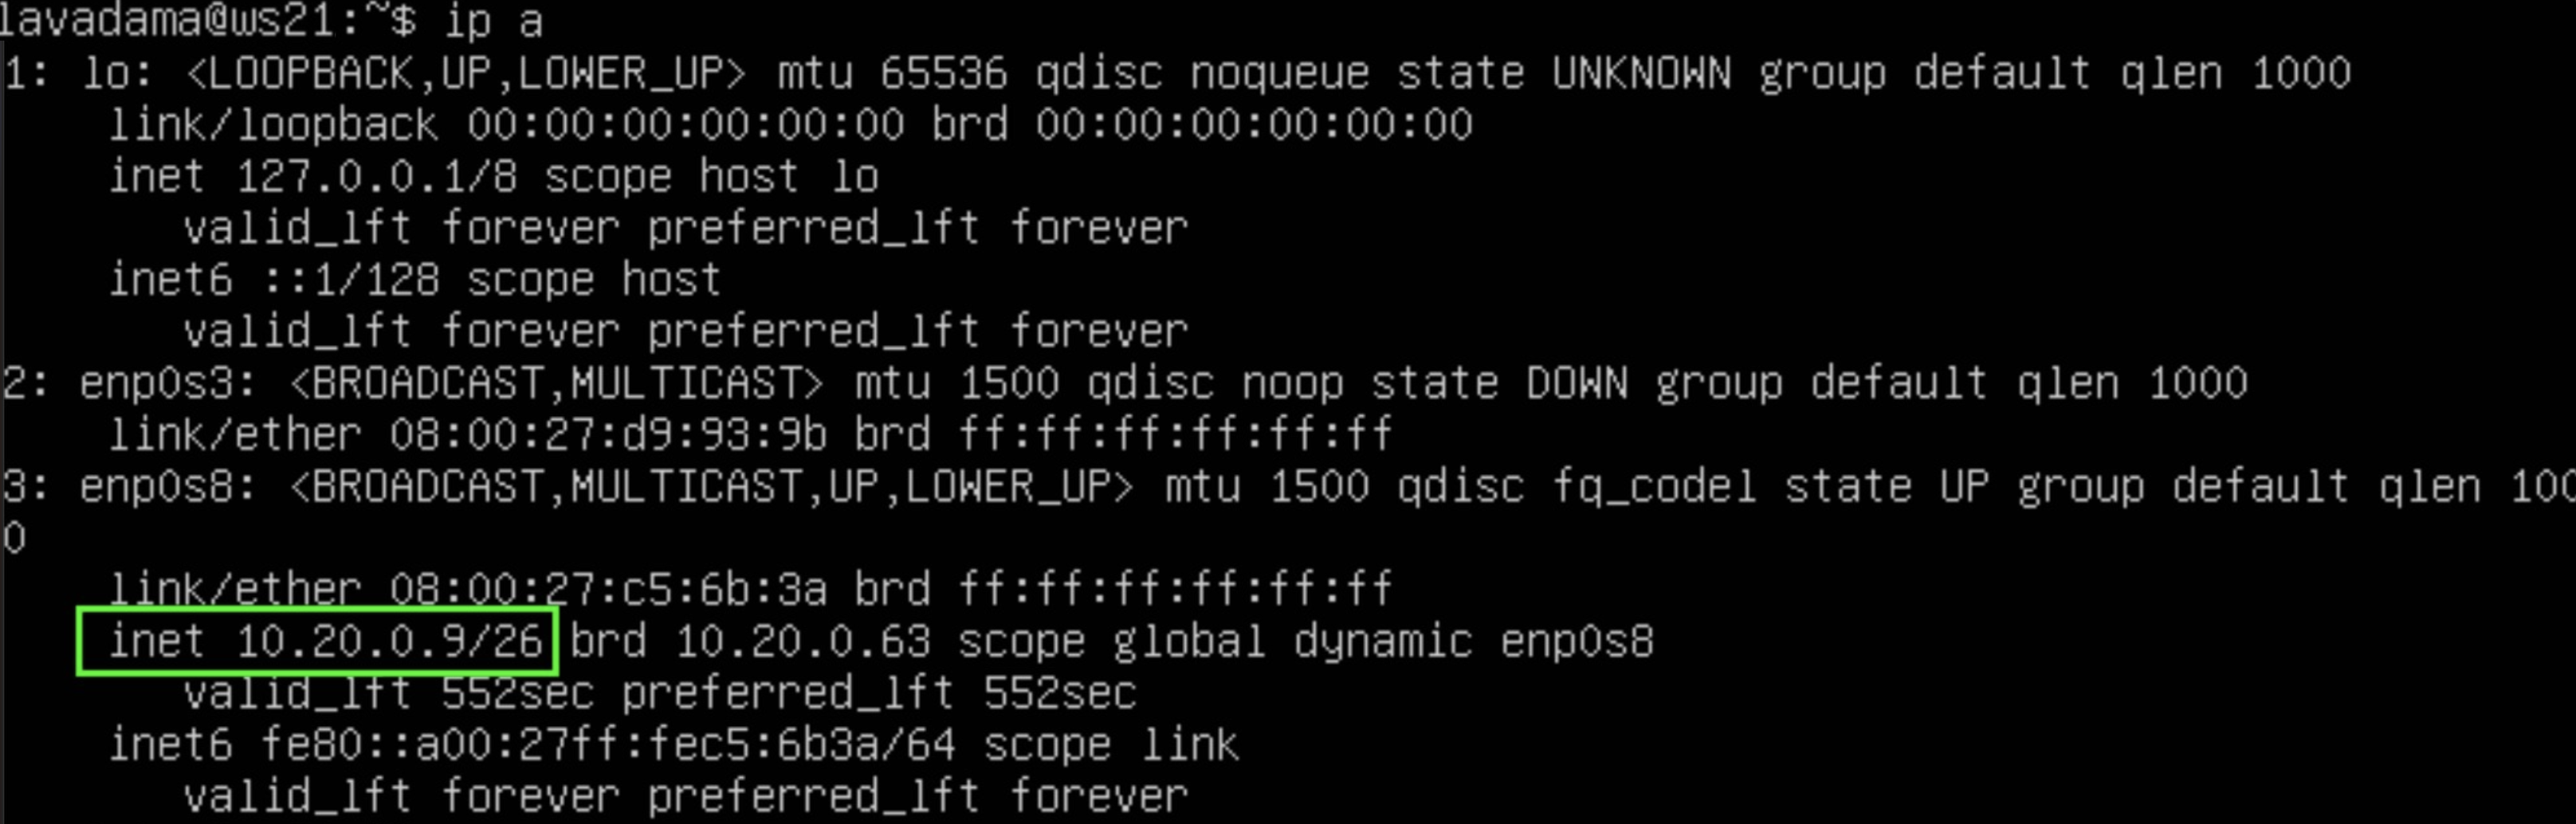 lavadama@ws21:~$ ip a
1: lo: <LOOPBACK,UP,LOWER_UP> mtu 65536 qdisc noqueue state UNKNOWN group default qlen 1000
link/loopback 00:00:00:00:00:00 brd 00:00:00:00:00:00
inet 127.0.0.1/8 scope host lo
valid_lft forever preferred_lft forever
inet6 ::1/128 scope host
valid_lft forever preferred_lft forever
2: enp0s3: <BROADCAST,MULTICAST> mtu 1500 qdisc noop state DOWN group default qlen 1000
link/ether 08:00:27:d9:93:9b brd ff:ff:ff:ff:ff:ff
3: enp0s8: <BROADCAST,MULTICAST,UP,LOWER_UP> mtu 1500 qdisc fq_codel state UP group default qlen 100
0
link/ether 08:00:27:c5:6b:3a brd ff:ff:ff:ff:ff:ff
inet 10.20.0.9/26 brd 10.20.0.63 scope global dynamic enp0s8
valid_lft 552sec preferred_lft 552sec
inet6 fe80::a00:27ff:fec5:6b3a/64 scope link
valid_lft forever preferred_lft forever